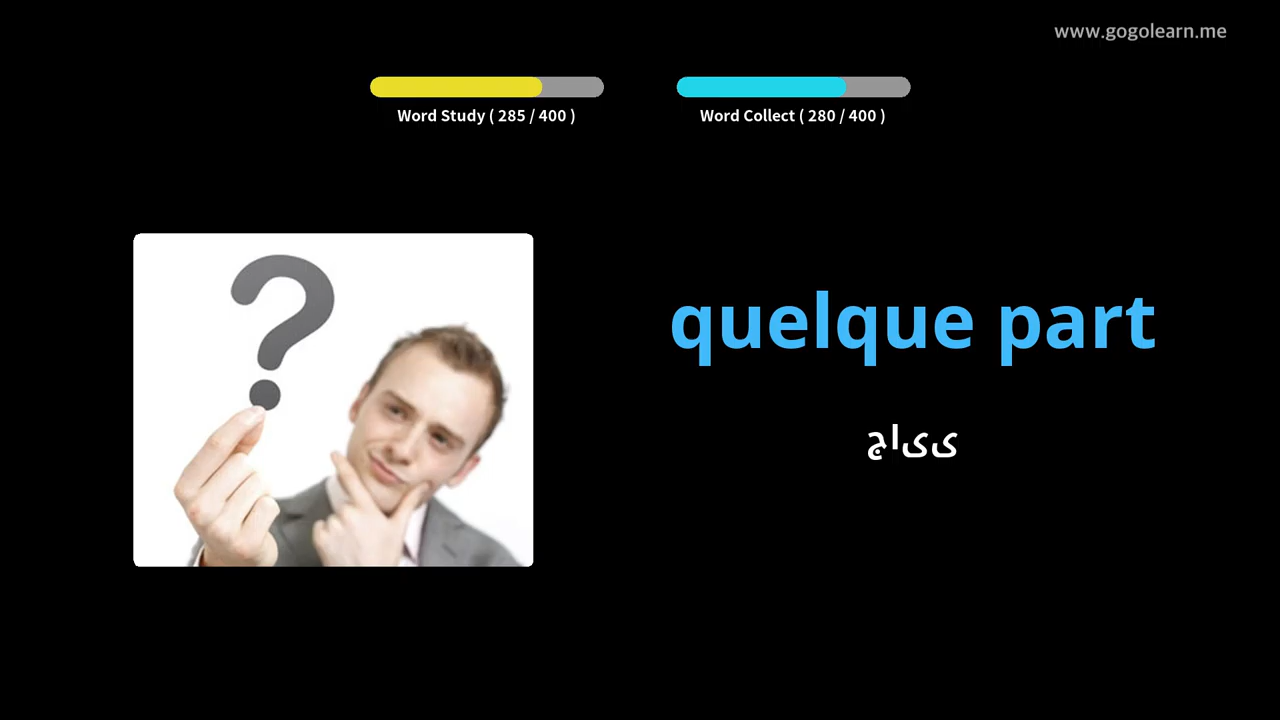 www.gogolearn.me
Word Study ( 285 / 400 )
Word Collect ( 280 / 400 )
quelque part
جایی